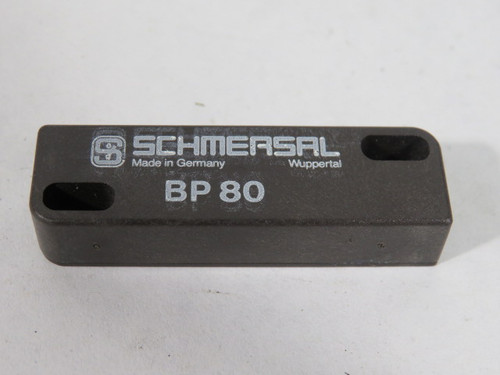 SCHMERSAL
Made in Germany Wuppertal
BP 80